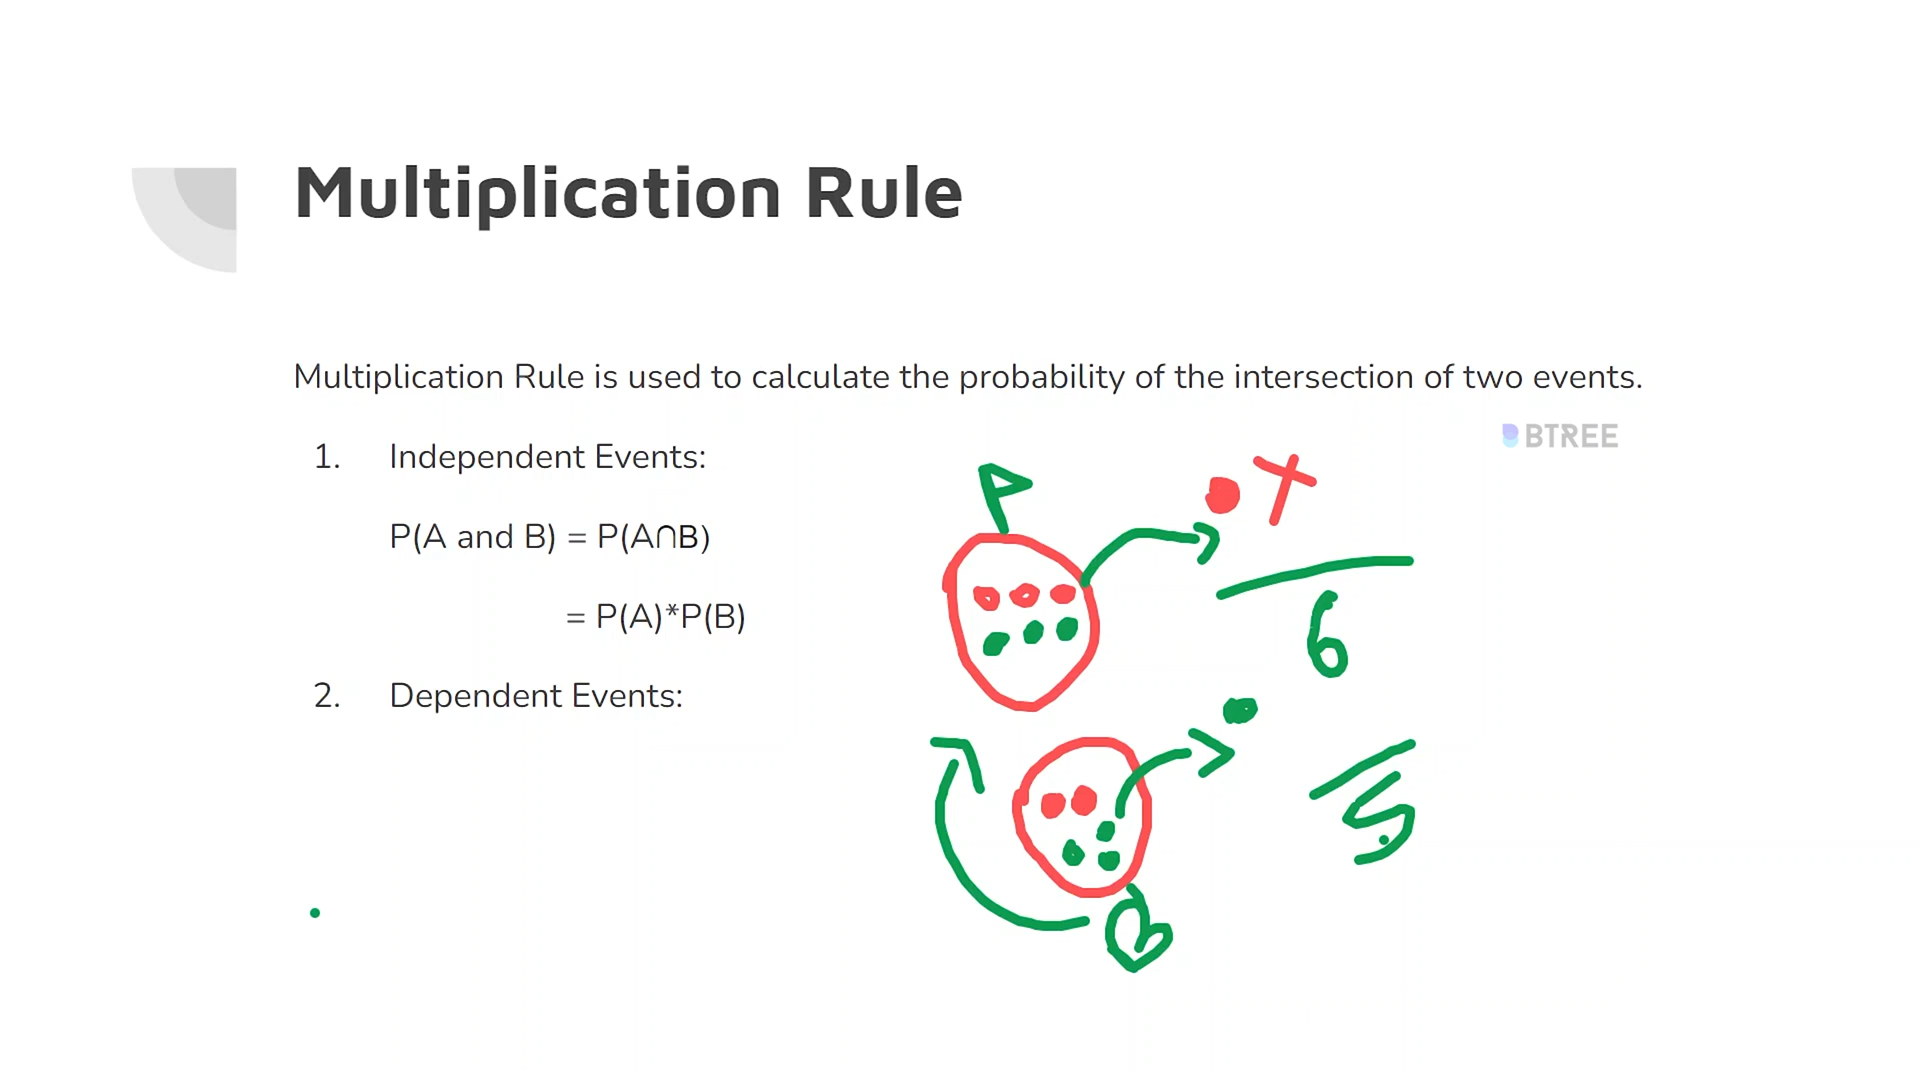 Multiplication Rule
Multiplication Rule is used to calculate the probability of the intersection of two events.
BTREE
1. Independent Events:
P(A and B) = P(A∩B)
= P(A)*P(B)
6
2. Dependent Events:
5
B